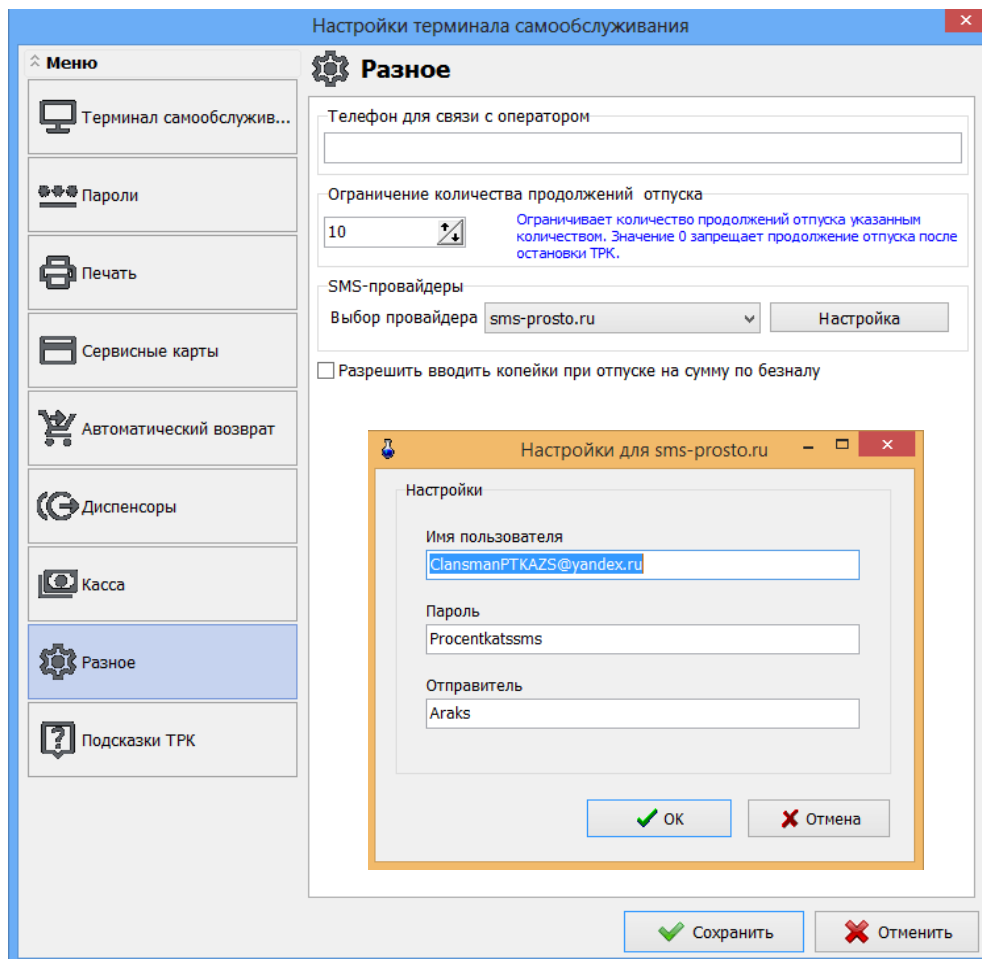 Настройки терминала самообслуживания
Меню
Терминал самообслужив...
Пароли
Печать
Сервисные карты
Автоматический возврат
Диспенсоры
Касса
Разное
Подсказки ТРК
Разное
Телефон для связи с оператором
Ограничение количества продолжений отпуска
10
Ограничивает количество продолжений отпуска указанным
количеством. Значение 0 запрещает продолжение отпуска после
остановки ТРК.
SMS-провайдеры
Выбор провайдера sms-prosto.ru Настройка
Разрешить вводить копейки при отпуске на сумму по безналу
Настройки для sms-prosto.ru
Настройки
Имя пользователя
ClansmanPTKAZS@yandex.ru
Пароль
Procentkatssms
Отправитель
Araks
OK Отмена
Сохранить Отменить